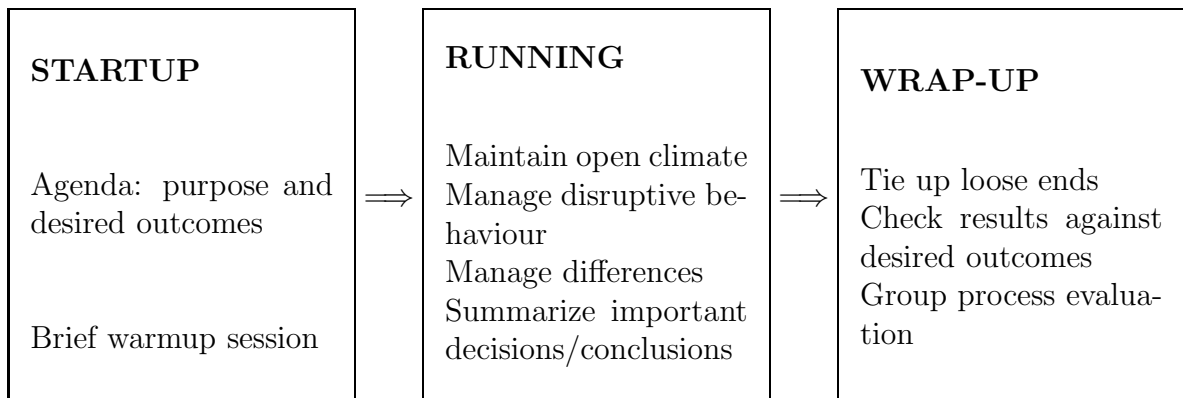 STARTUP
Agenda: purpose and
desired outcomes
Brief warmup session
⟹
RUNNING
Maintain open climate
Manage disruptive be-
haviour
Manage differences
Summarize important
decisions/conclusions
⟹
WRAP-UP
Tie up loose ends
Check results against
desired outcomes
Group process evalua-
tion